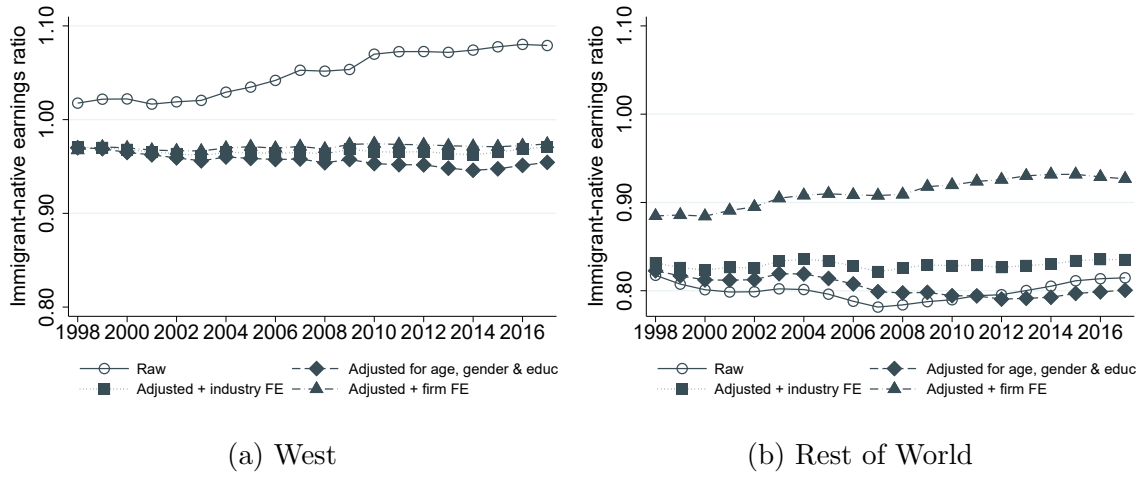 Immigrant-native earnings ratio
1.10
1.00
0.90
0.80
1998 2000 2002 2004 2006 2008 2010 2012 2014 2016
Raw
Adjusted for age, gender & educ
Adjusted + industry FE
Adjusted + firm FE
(a) West
Immigrant-native earnings ratio
1.10
1.00
0.90
0.80
1998 2000 2002 2004 2006 2008 2010 2012 2014 2016
Raw
Adjusted for age, gender & educ
Adjusted + industry FE
Adjusted + firm FE
(b) Rest of World